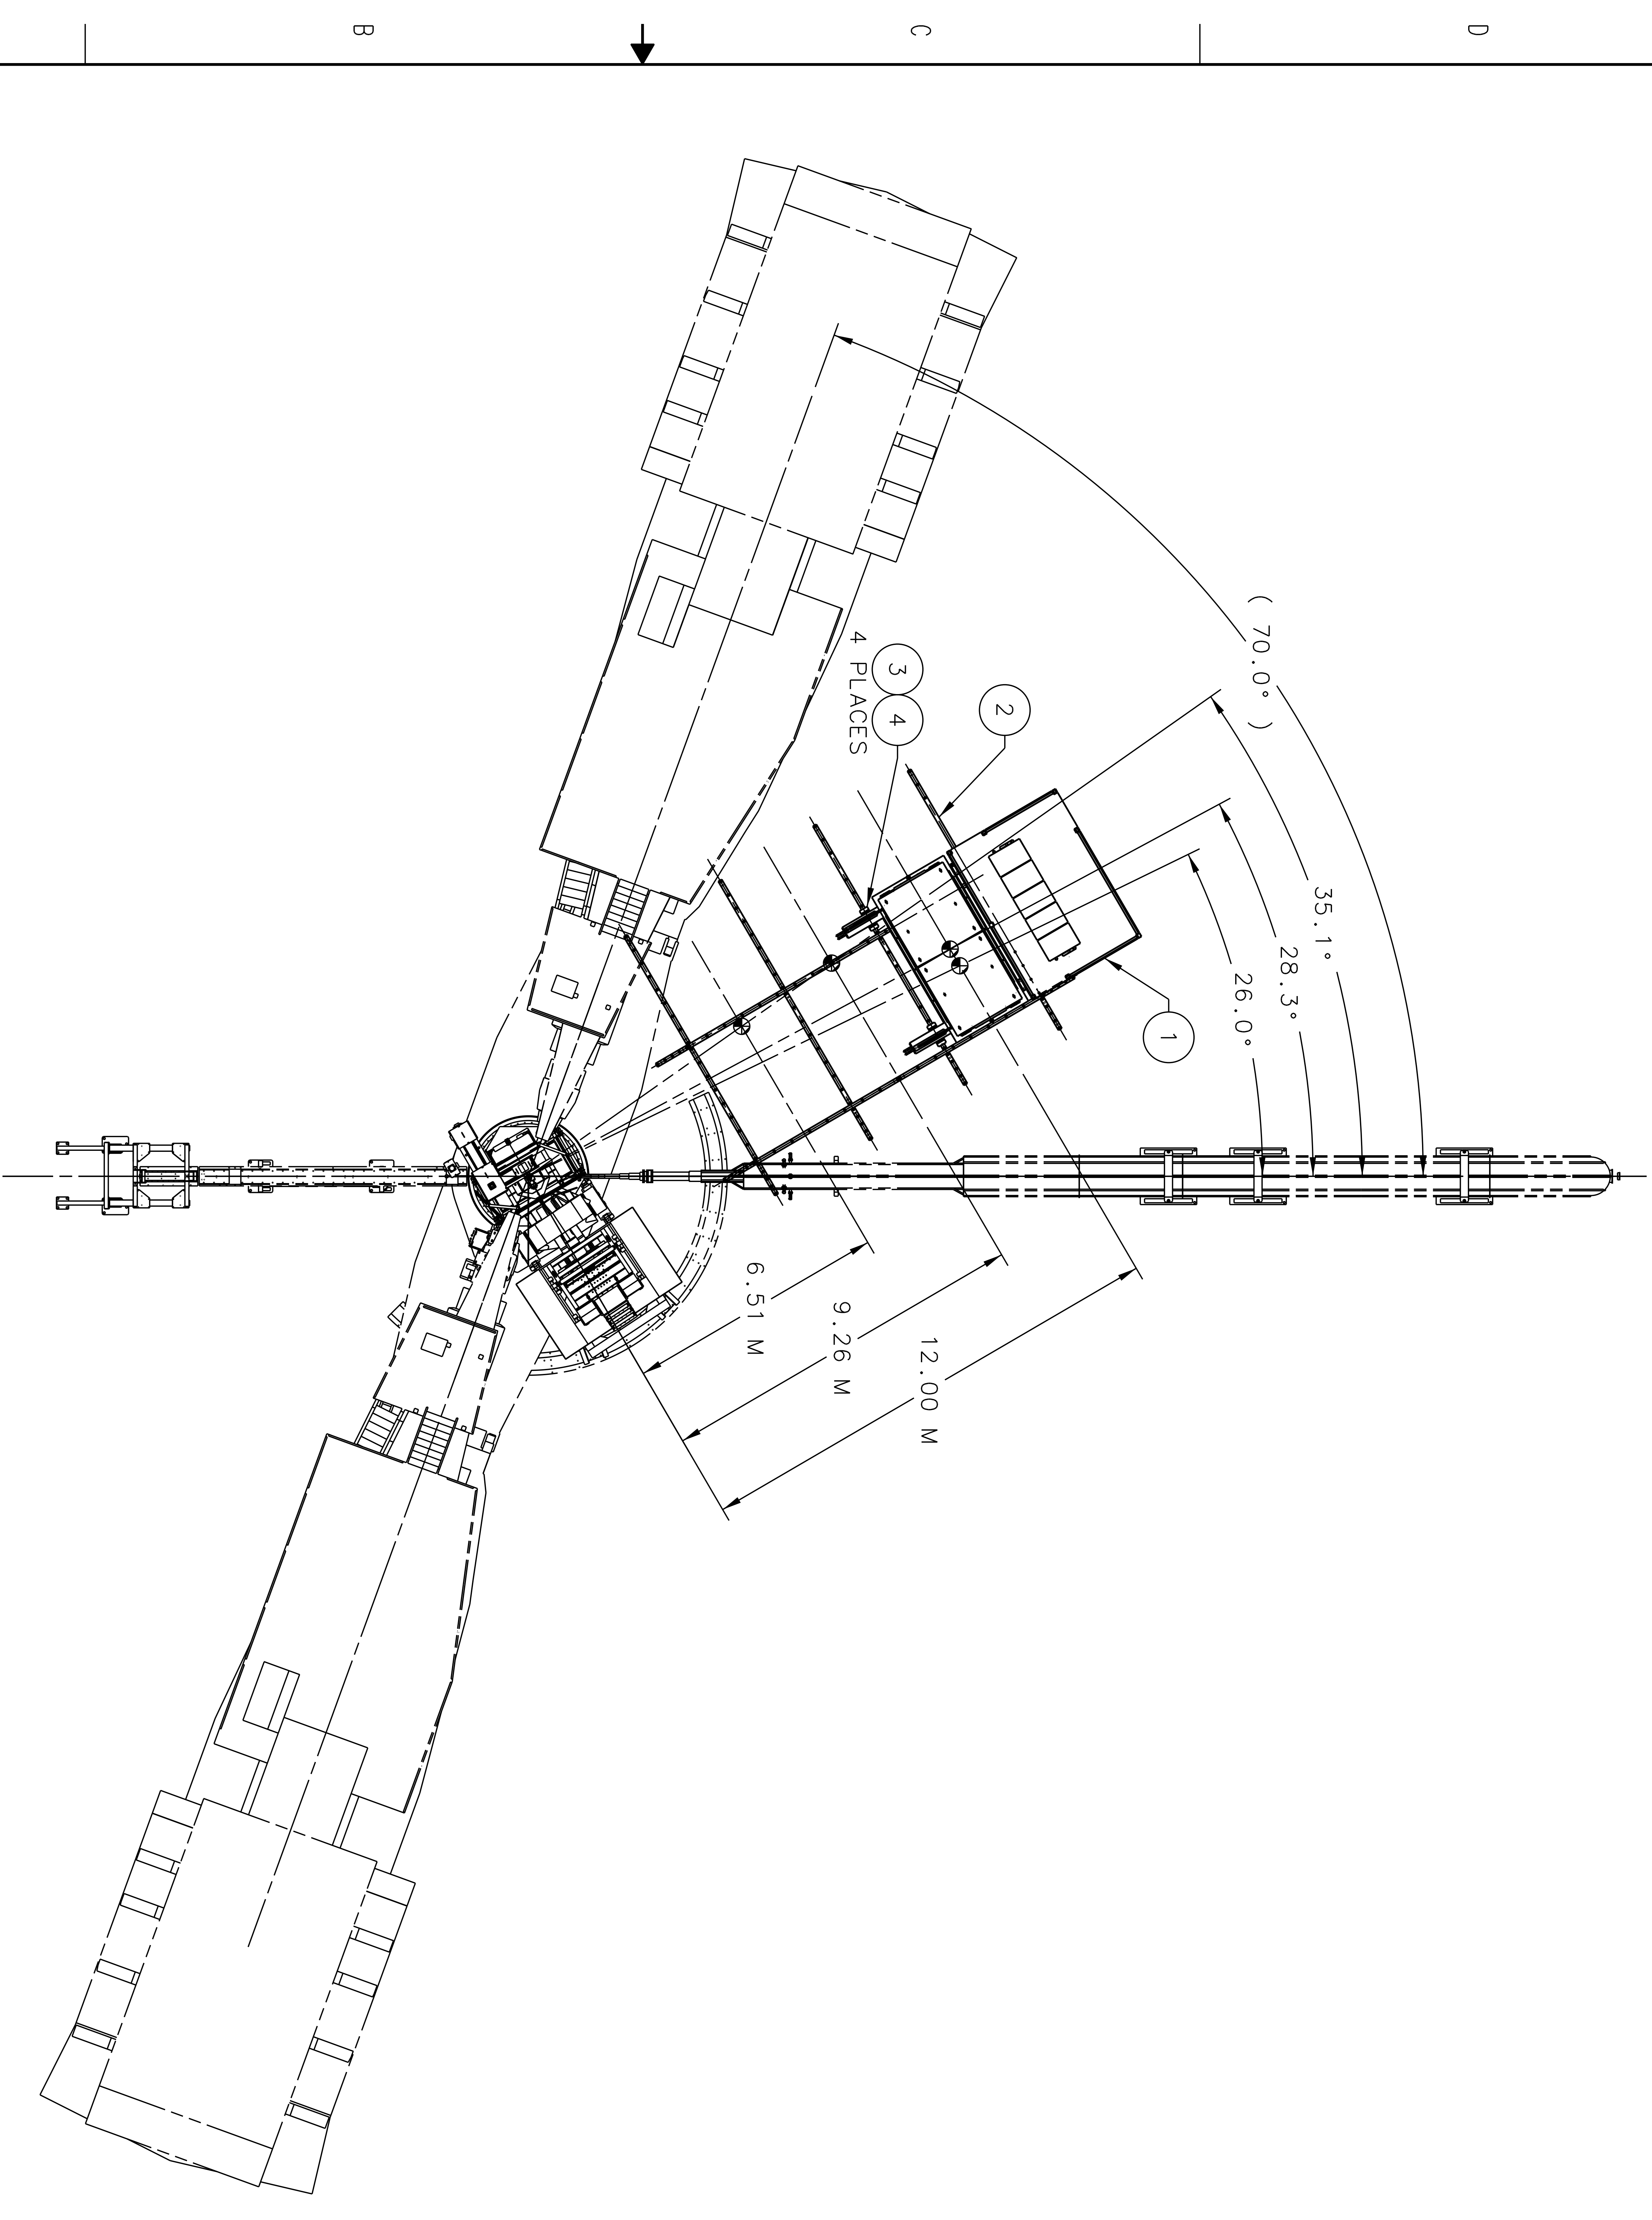 B
C
D
( 70.0° )
35.1°
28.3°
26.0°
2
3
4
4 PLACES
1
6.51 M
9.26 M
12.00 M